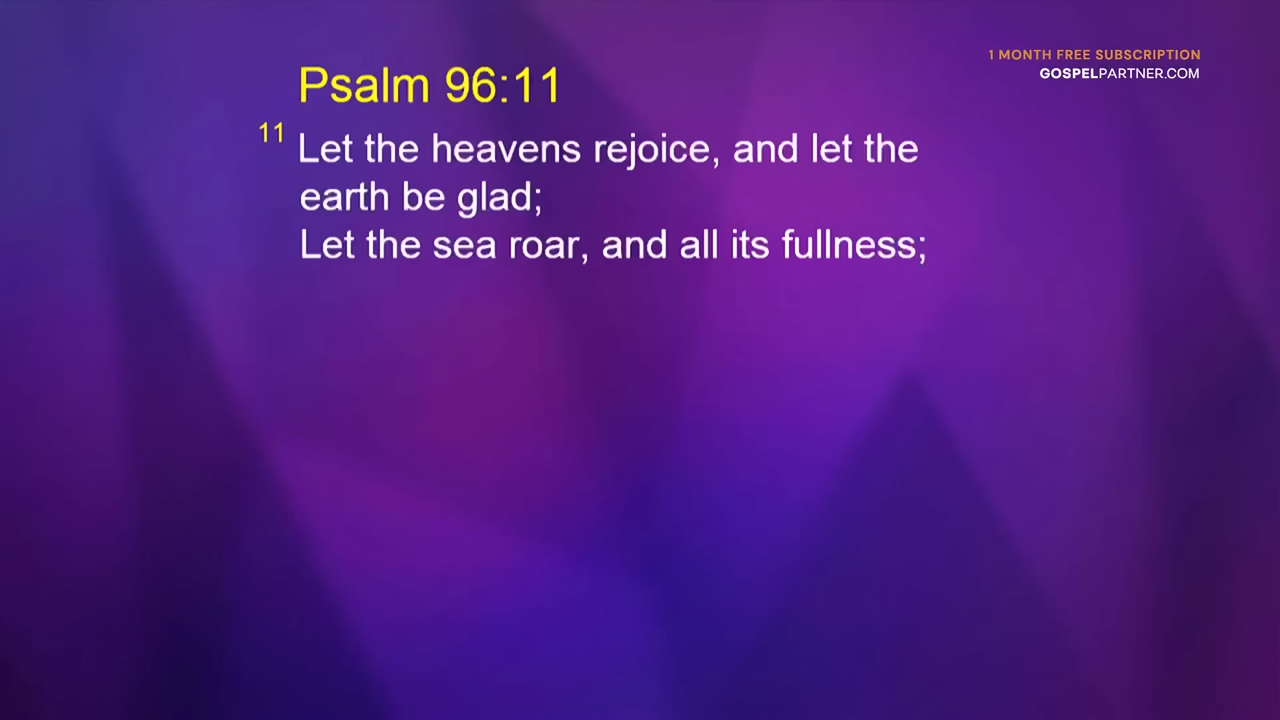 1 MONTH FREE SUBSCRIPTION
GOSPELPARTNER.COM
Psalm 96:11
11 Let the heavens rejoice, and let the
earth be glad;
Let the sea roar, and all its fullness;